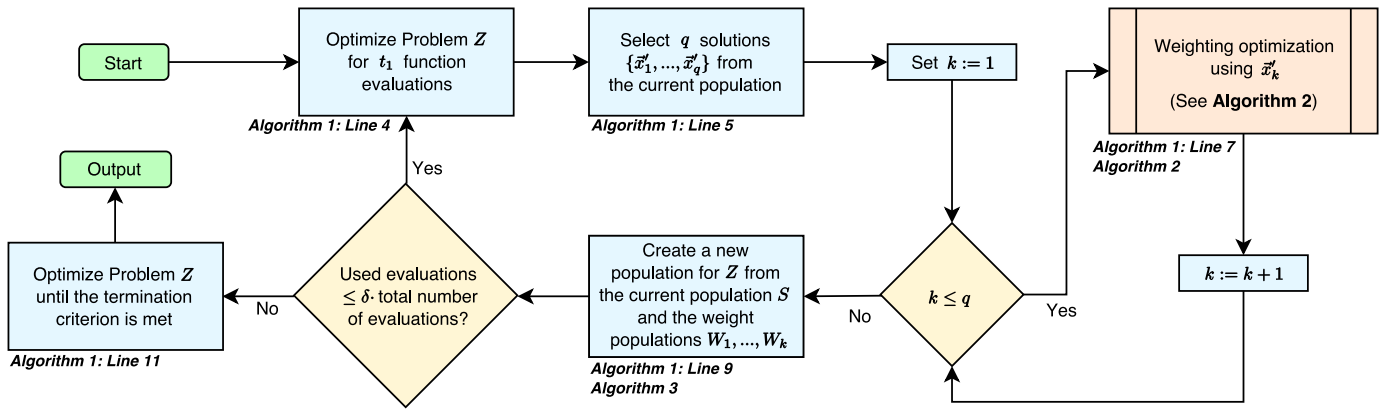 Start
Optimize Problem Z
for t₁ function
evaluations
Algorithm 1: Line 4
Select q solutions
{x⃗′₁, ..., x⃗′q} from
the current population
Algorithm 1: Line 5
Set k := 1
Weighting optimization
using x⃗′ₖ
(See Algorithm 2)
Algorithm 1: Line 7
Algorithm 2
k := k + 1
k ≤ q
Yes
No
Create a new
population for Z from
the current population S
and the weight
populations W₁, ..., Wₖ
Algorithm 1: Line 9
Algorithm 3
Used evaluations
≤ δ· total number
of evaluations?
Yes
No
Optimize Problem Z
until the termination
criterion is met
Algorithm 1: Line 11
Output